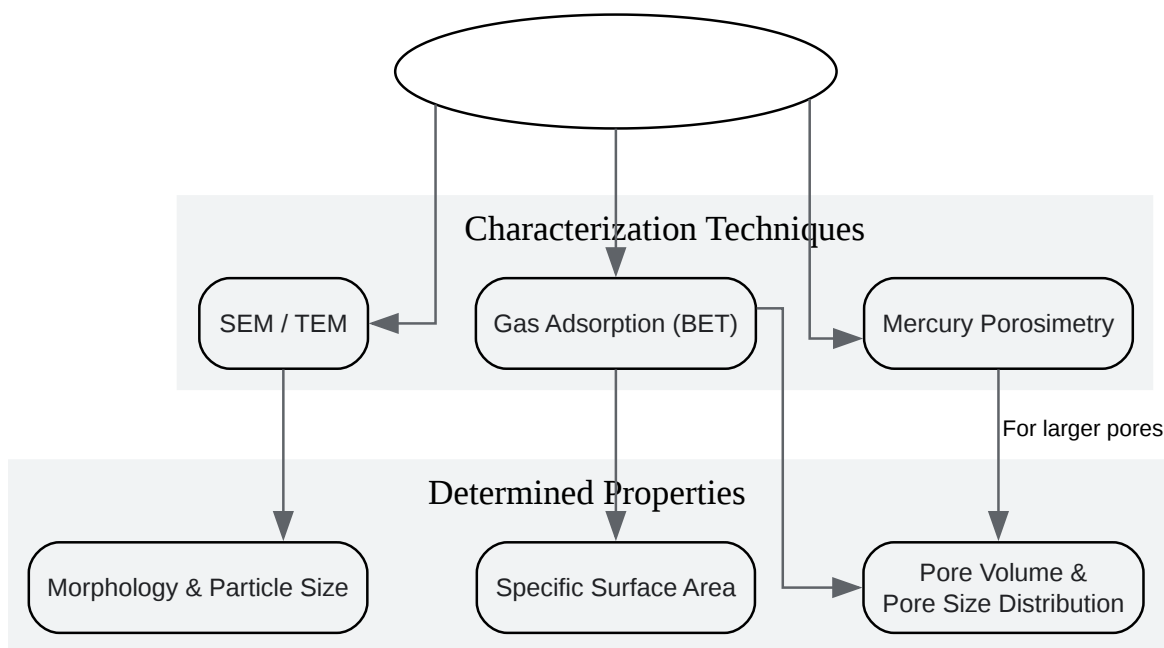 Characterization Techniques
SEM / TEM
Gas Adsorption (BET)
Mercury Porosimetry
For larger pores
Determined Properties
Morphology & Particle Size
Specific Surface Area
Pore Volume &
Pore Size Distribution